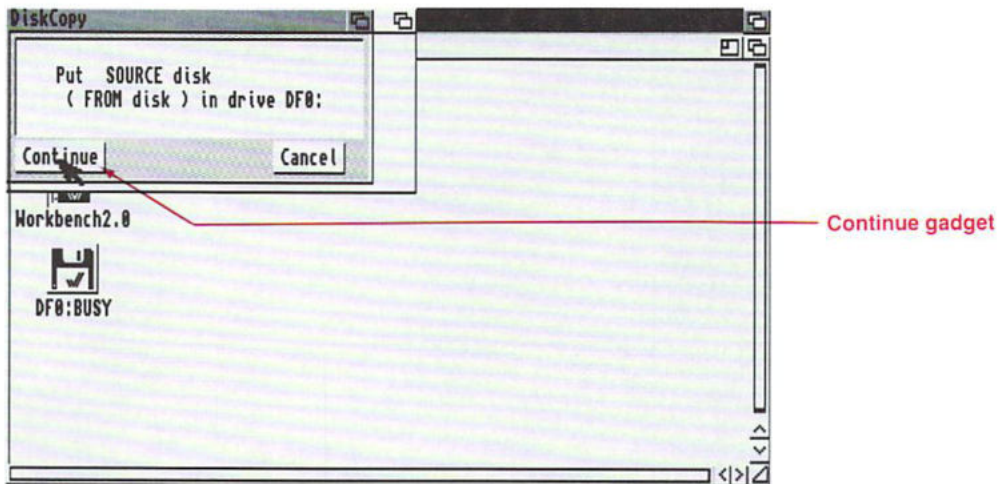 DiskCopy
Put SOURCE disk
( FROM disk ) in drive DF0:
Continue
Cancel
Workbench2.0
DF0:BUSY
Continue gadget